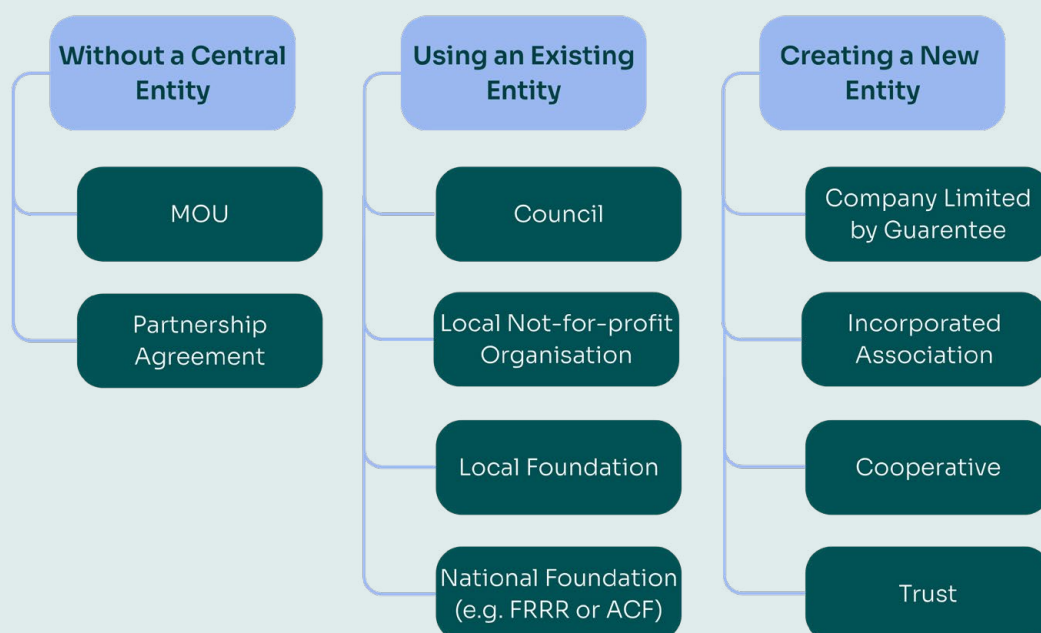 Without a Central
Entity
MOU
Partnership
Agreement
Using an Existing
Entity
Council
Local Not-for-profit
Organisation
Local Foundation
National Foundation
(e.g. FRRR or ACF)
Creating a New
Entity
Company Limited
by Guarentee
Incorporated
Association
Cooperative
Trust